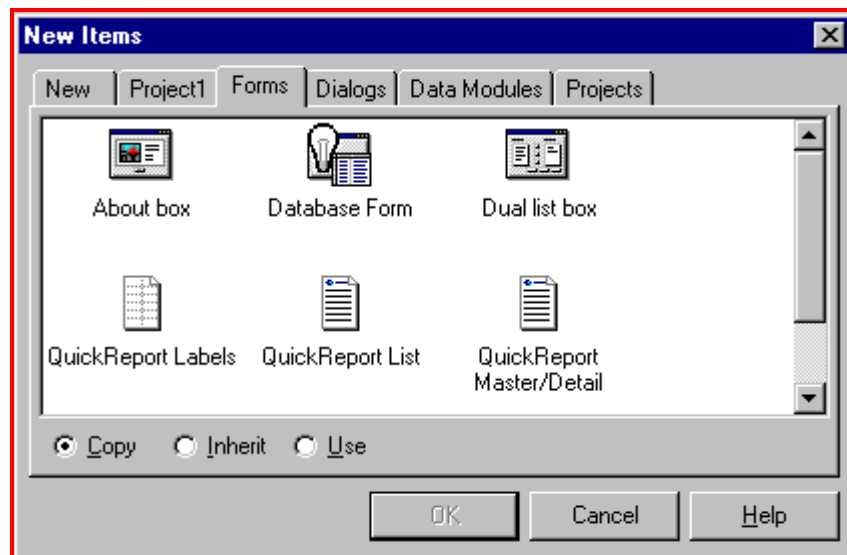 New Items
New Project1 Forms Dialogs Data Modules Projects
About box Database Form Dual list box
QuickReport Labels QuickReport List QuickReport
Master/Detail
Copy Inherit Use
OK Cancel Help